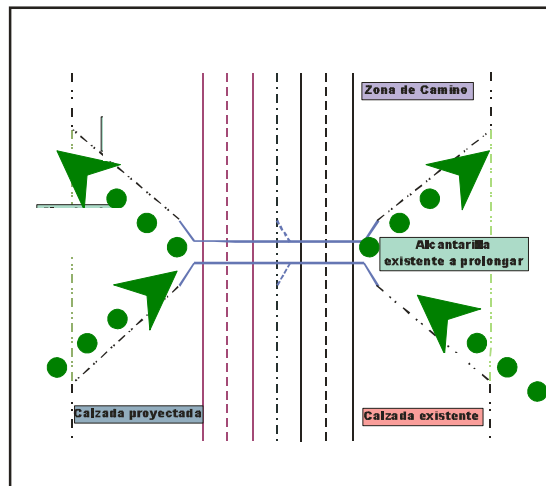 Zona de Camino
Alcantarilla
existente a prolongar
Calzada proyectada
Calzada existente